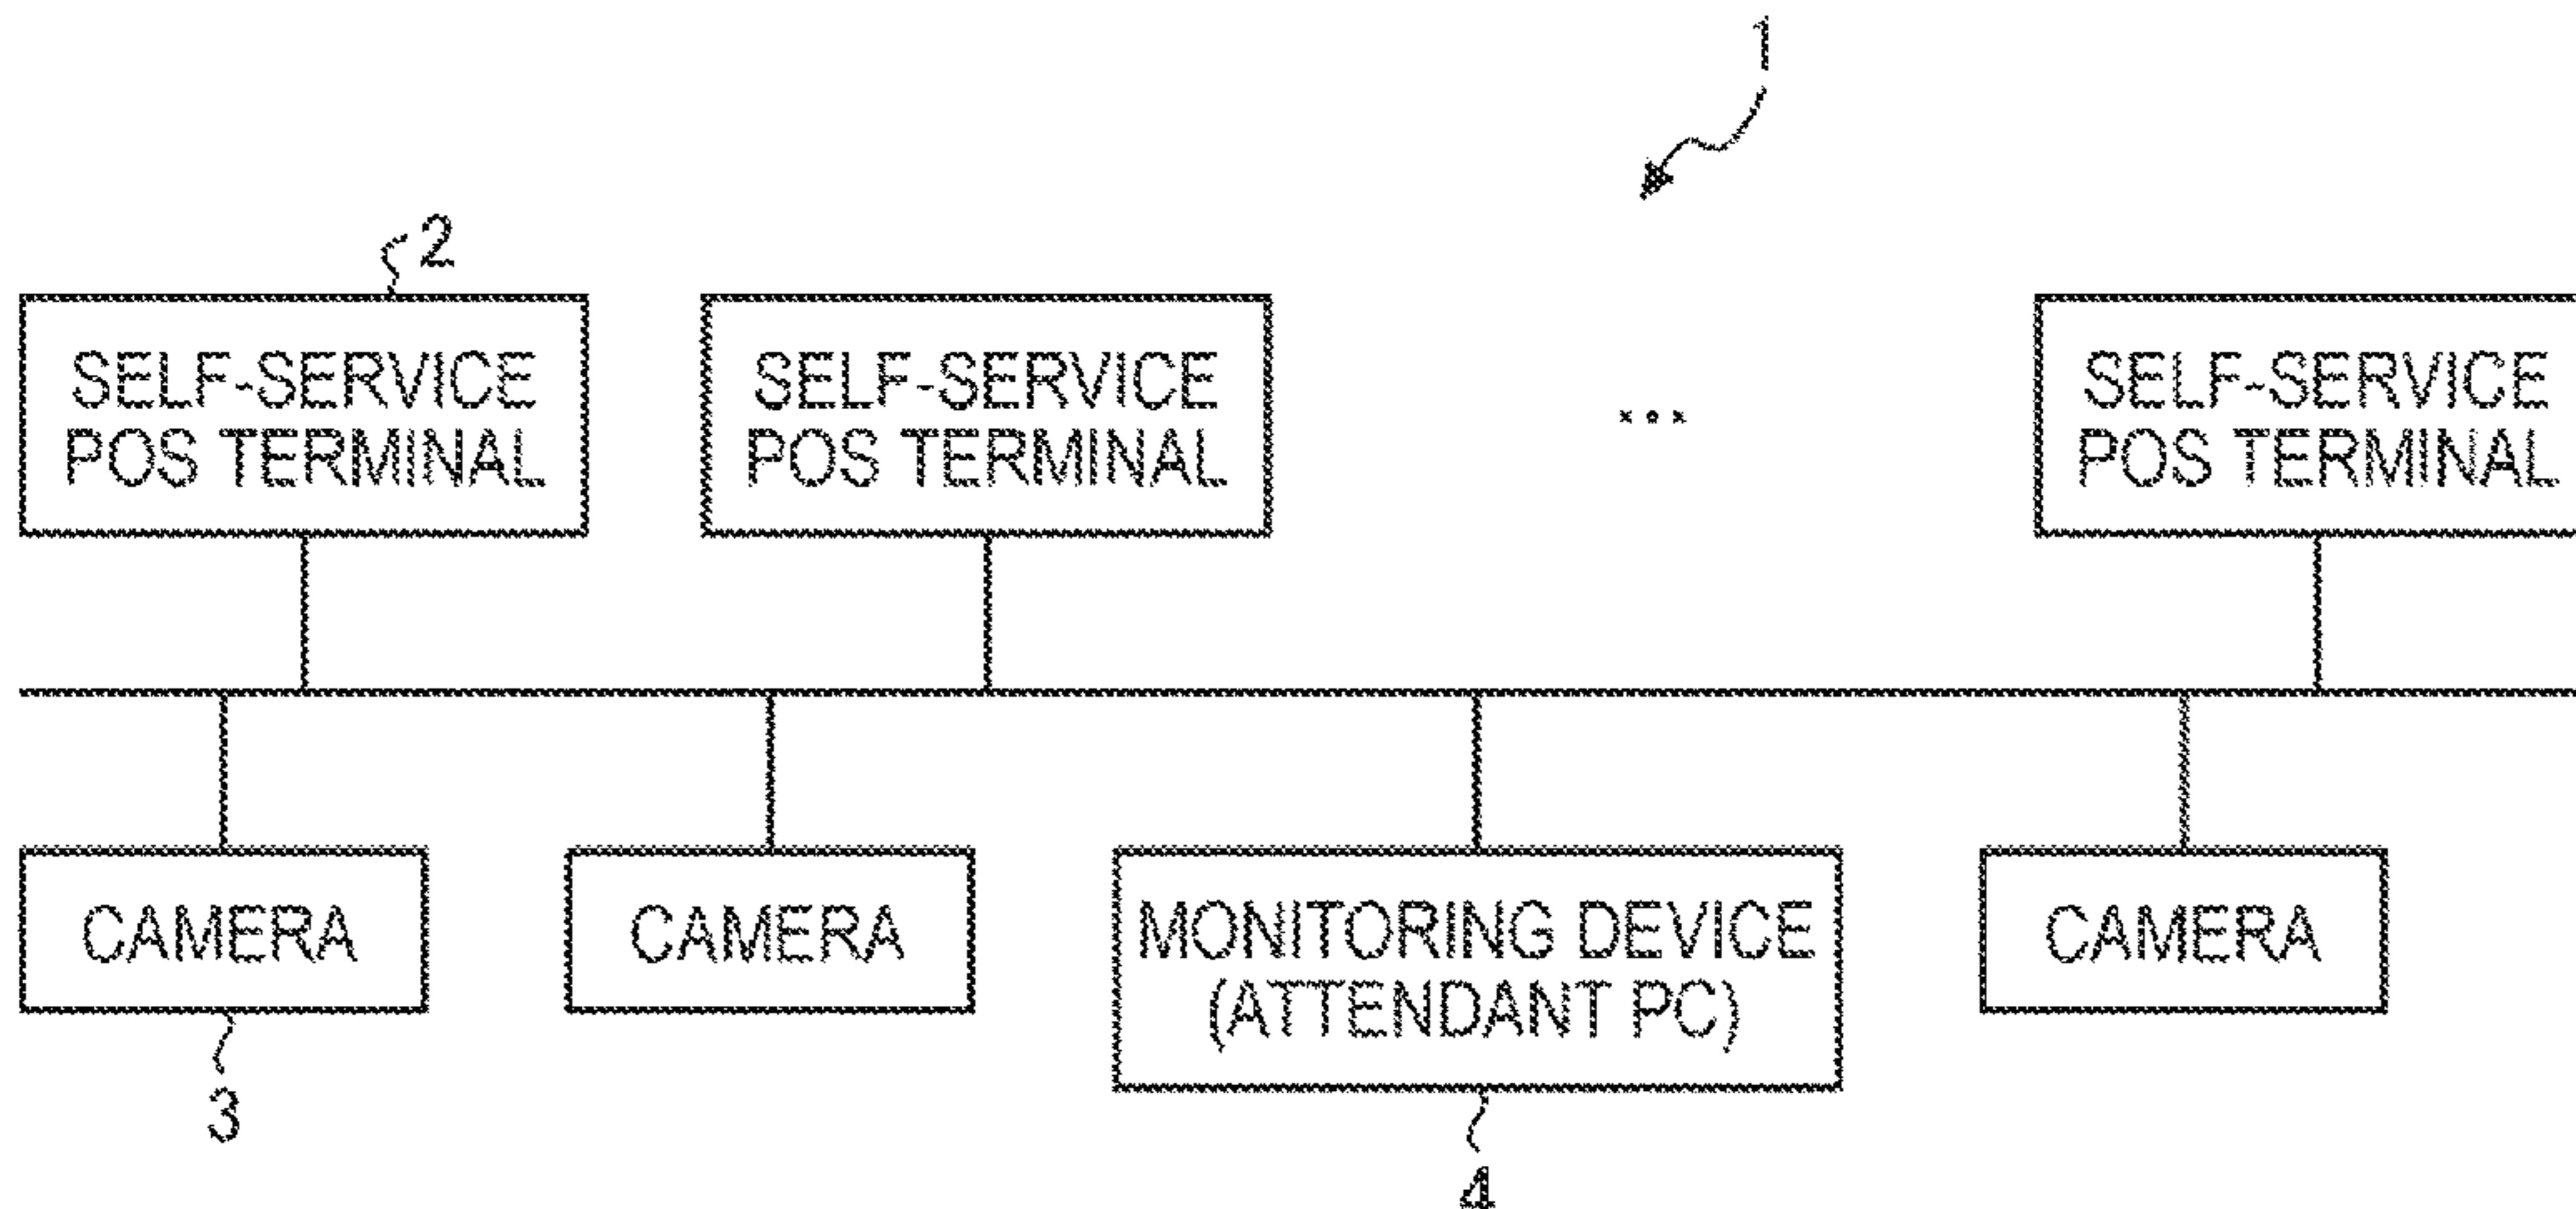 1
2
SELF-SERVICE
POS TERMINAL
SELF-SERVICE
POS TERMINAL
...
SELF-SERVICE
POS TERMINAL
CAMERA
CAMERA
MONITORING DEVICE
(ATTENDANT PC)
CAMERA
3
4